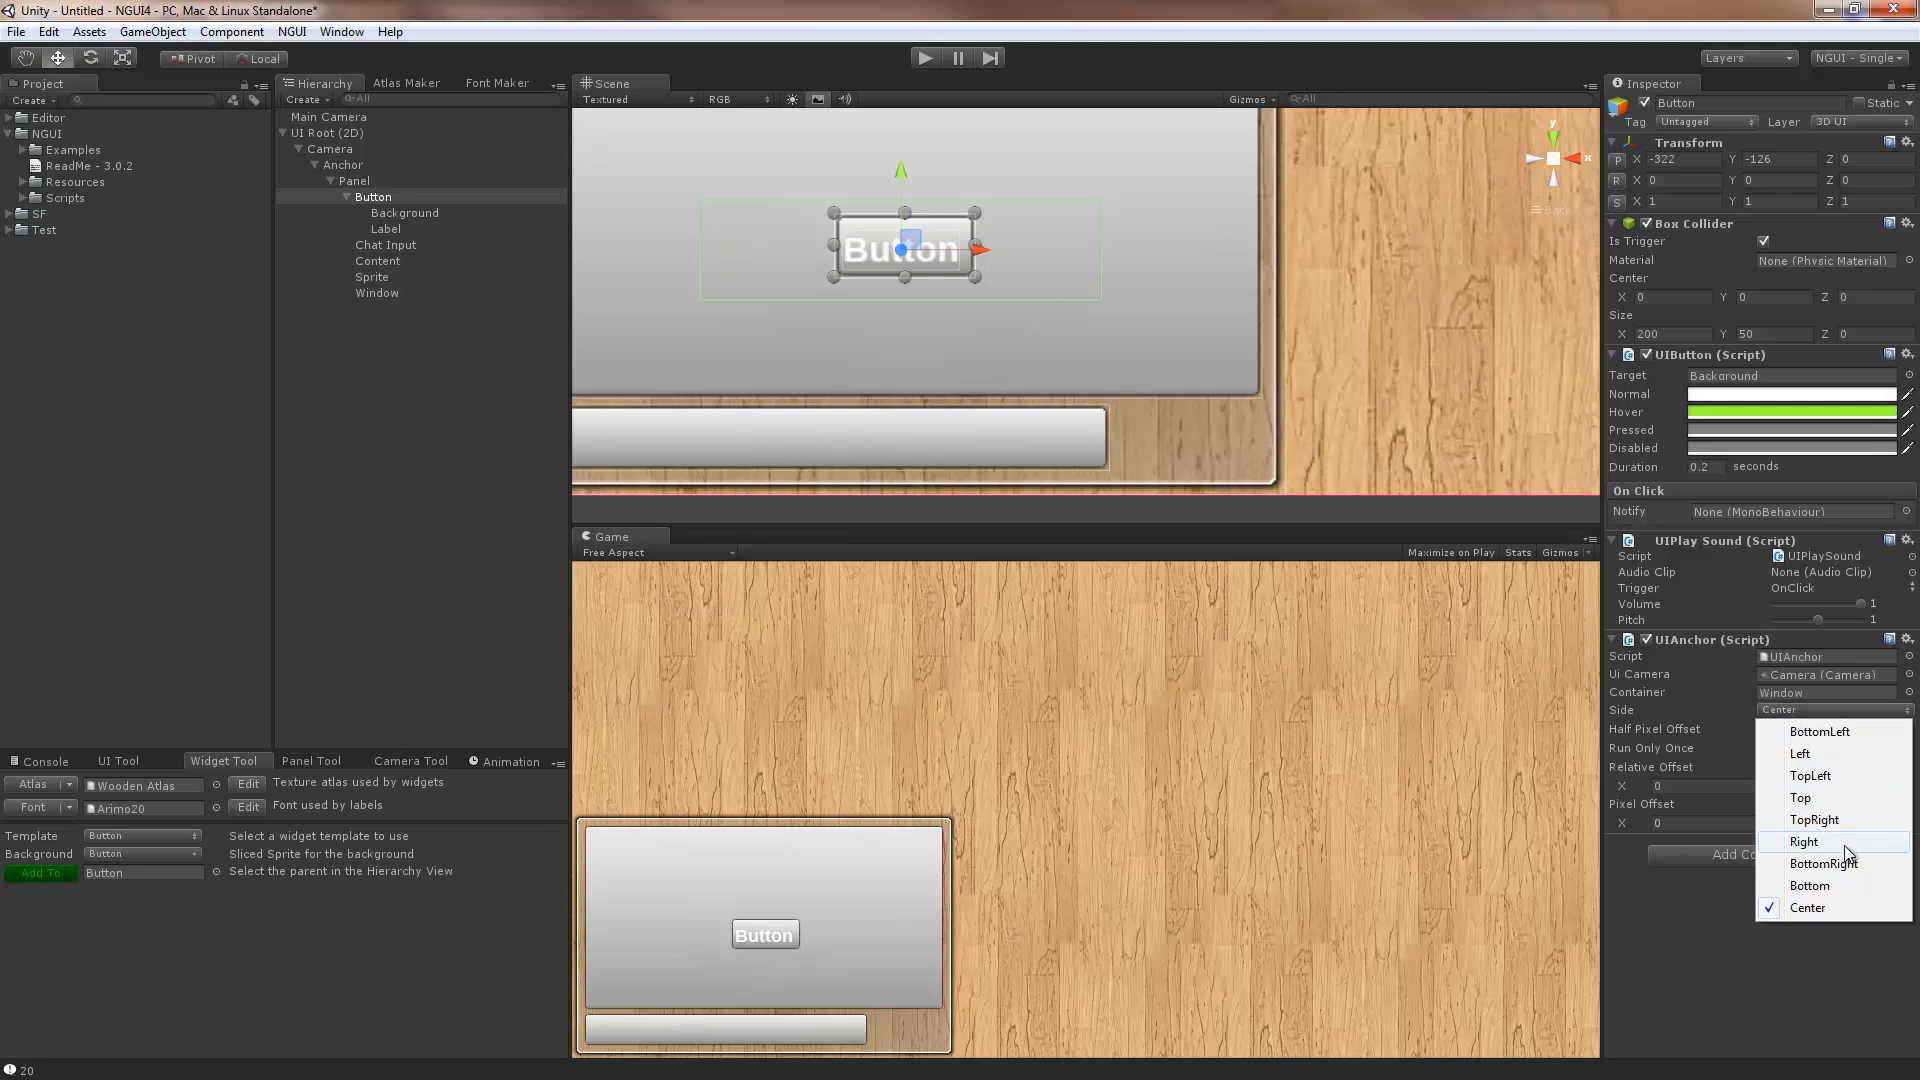 Unity - Untitled - NGUI4 - PC, Mac & Linux Standalone*
File Edit Assets GameObject Component NGUI Window Help
Pivot Local Layers NGUI - Single
Project
Create
Editor
NGUI
Examples
ReadMe - 3.0.2
Resources
Scripts
SF
Test
Hierarchy Atlas Maker Font Maker
Create All
Main Camera
UI Root (2D)
Camera
Anchor
Panel
Button
Background
Label
Chat Input
Content
Sprite
Window
Scene
Textured RGB Gizmos All
y
x
Back
Button
Game
Free Aspect Maximize on Play Stats Gizmos
Button
Console UI Tool Widget Tool Panel Tool Camera Tool Animation
Atlas Wooden Atlas Edit Texture atlas used by widgets
Font Arimo20 Edit Font used by labels
Template Button Select a widget template to use
Background Button Sliced Sprite for the background
Add To Button Select the parent in the Hierarchy View
20
Inspector
Button Static
Tag Untagged Layer 3D UI
Transform
P X -322 Y -126 Z 0
R X 0 Y 0 Z 0
S X 1 Y 1 Z 1
Box Collider
Is Trigger
Material None (Physic Material)
Center
X 0 Y 0 Z 0
Size
X 200 Y 50 Z 0
UIButton (Script)
Target Background
Normal
Hover
Pressed
Disabled
Duration 0.2 seconds
On Click
Notify None (MonoBehaviour)
UIPlay Sound (Script)
Script UIPlaySound
Audio Clip None (Audio Clip)
Trigger OnClick
Volume 1
Pitch 1
UIAnchor (Script)
Script UIAnchor
Ui Camera Camera (Camera)
Container Window
Side Center
Half Pixel Offset
Run Only Once
Relative Offset
X 0
Pixel Offset
X 0
Add Co
BottomLeft
Left
TopLeft
Top
TopRight
Right
BottomRight
Bottom
Center